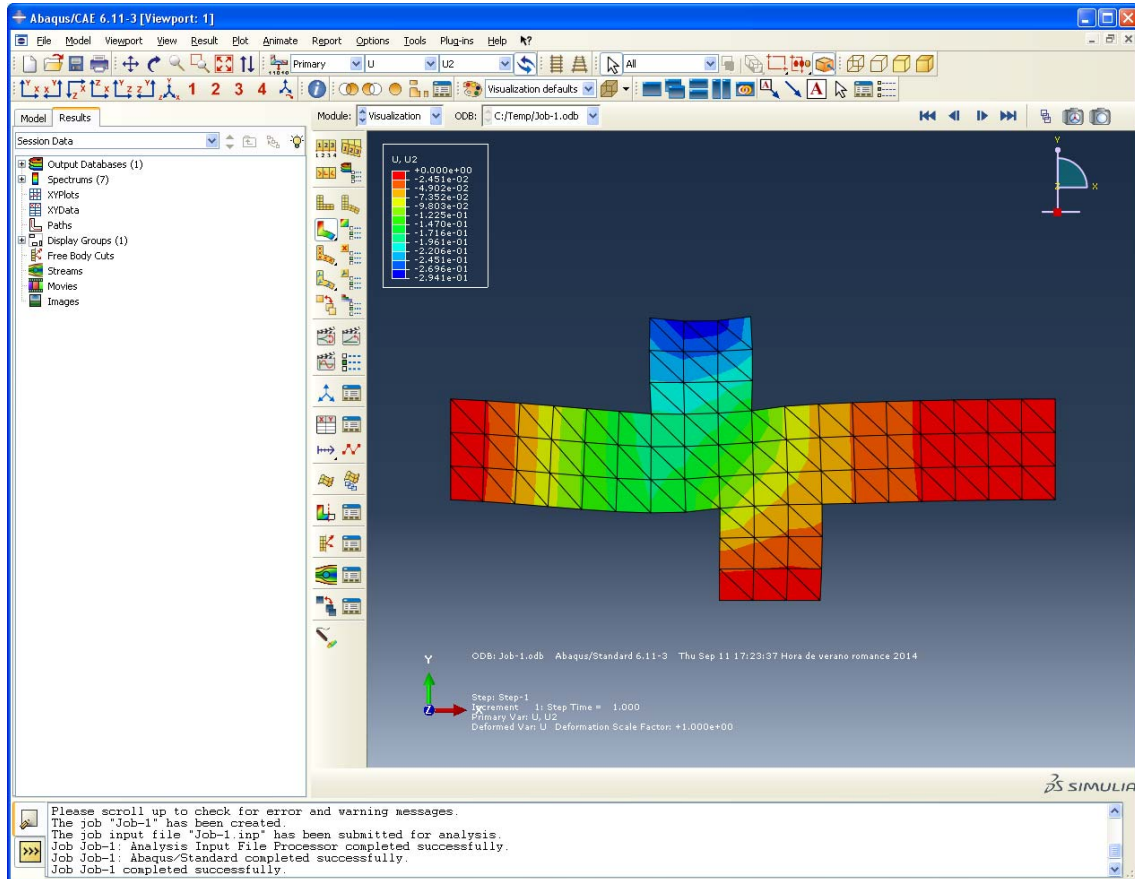 Abaqus/CAE 6.11-3 [Viewport: 1]
File Model Viewport View Result Plot Animate Report Options Tools Plug-ins Help
Primary U U2 All
1 2 3 4 Visualization defaults A
Model Results
Module: Visualization ODB: C:/Temp/Job-1.odb
Session Data
Output Databases (1)
Spectrums (7)
XYPlots
XYData
Paths
Display Groups (1)
Free Body Cuts
Streams
Movies
Images
U, U2
+0.000e+00
-2.451e-02
-4.902e-02
-7.352e-02
-9.803e-02
-1.225e-01
-1.470e-01
-1.716e-01
-1.961e-01
-2.206e-01
-2.451e-01
-2.696e-01
-2.941e-01
Y
X
Z
ODB: Job-1.odb Abaqus/Standard 6.11-3 Thu Sep 11 17:23:37 Hora de verano romance 2014
Y
Z
X
Step: Step-1
Increment 1: Step Time = 1.000
Primary Var: U, U2
Deformed Var: U Deformation Scale Factor: +1.000e+00
SIMULIA
Please scroll up to check for error and warning messages.
The job "Job-1" has been created.
The job input file "Job-1.inp" has been submitted for analysis.
Job Job-1: Analysis Input File Processor completed successfully.
Job Job-1: Abaqus/Standard completed successfully.
Job Job-1 completed successfully.